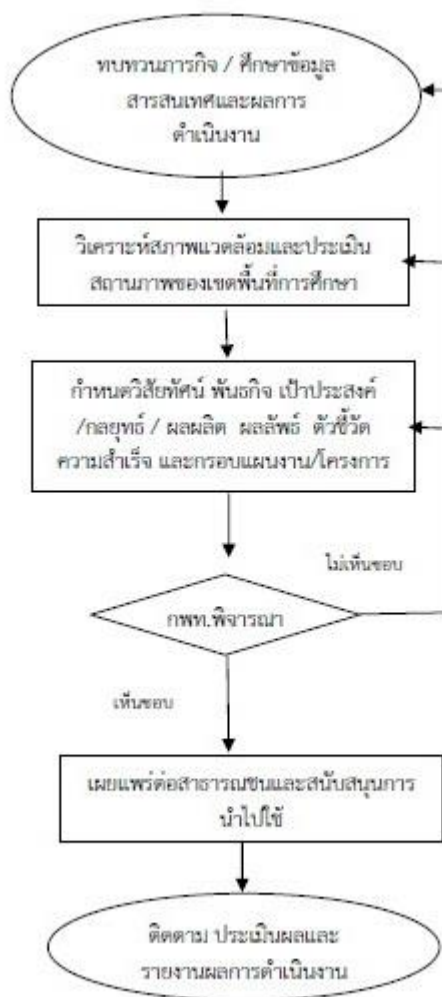 ทบทวนภารกิจ / ศึกษาข้อมูล
สารสนเทศและผลการ
ดำเนินงาน
วิเคราะห์สภาพแวดล้อมและประเมิน
สถานภาพของเขตพื้นที่การศึกษา
กำหนดวิสัยทัศน์ พันธกิจ เป้าประสงค์
/กลยุทธ์ / ผลผลิต ผลลัพธ์ ตัวชี้วัด
ความสำเร็จ และกรอบแผนงาน/โครงการ
ไม่เห็นชอบ
กพท.พิจารณา
เห็นชอบ
เผยแพร่ต่อสาธารณชนและสนับสนุนการ
นำไปใช้
ติดตาม ประเมินผลและ
รายงานผลการดำเนินงาน